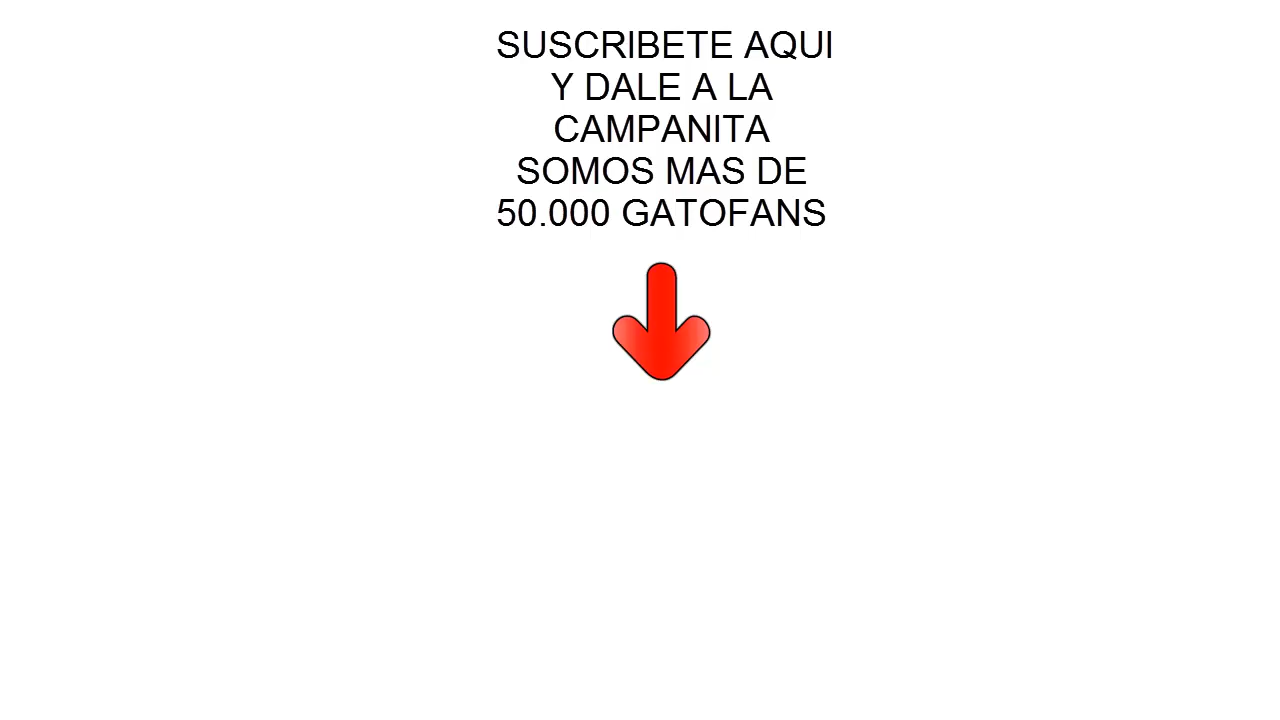 SUSCRIBETE AQUI
Y DALE A LA
CAMPANITA
SOMOS MAS DE
50.000 GATOFANS